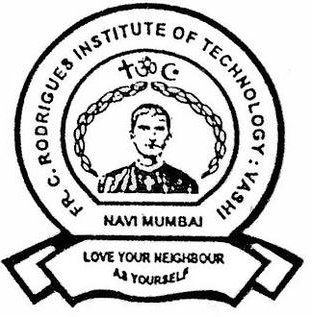 FR. C. RODRIGUES INSTITUTE OF TECHNOLOGY : VASHI
ॐ
NAVI MUMBAI
LOVE YOUR NEIGHBOUR
AS YOURSELF